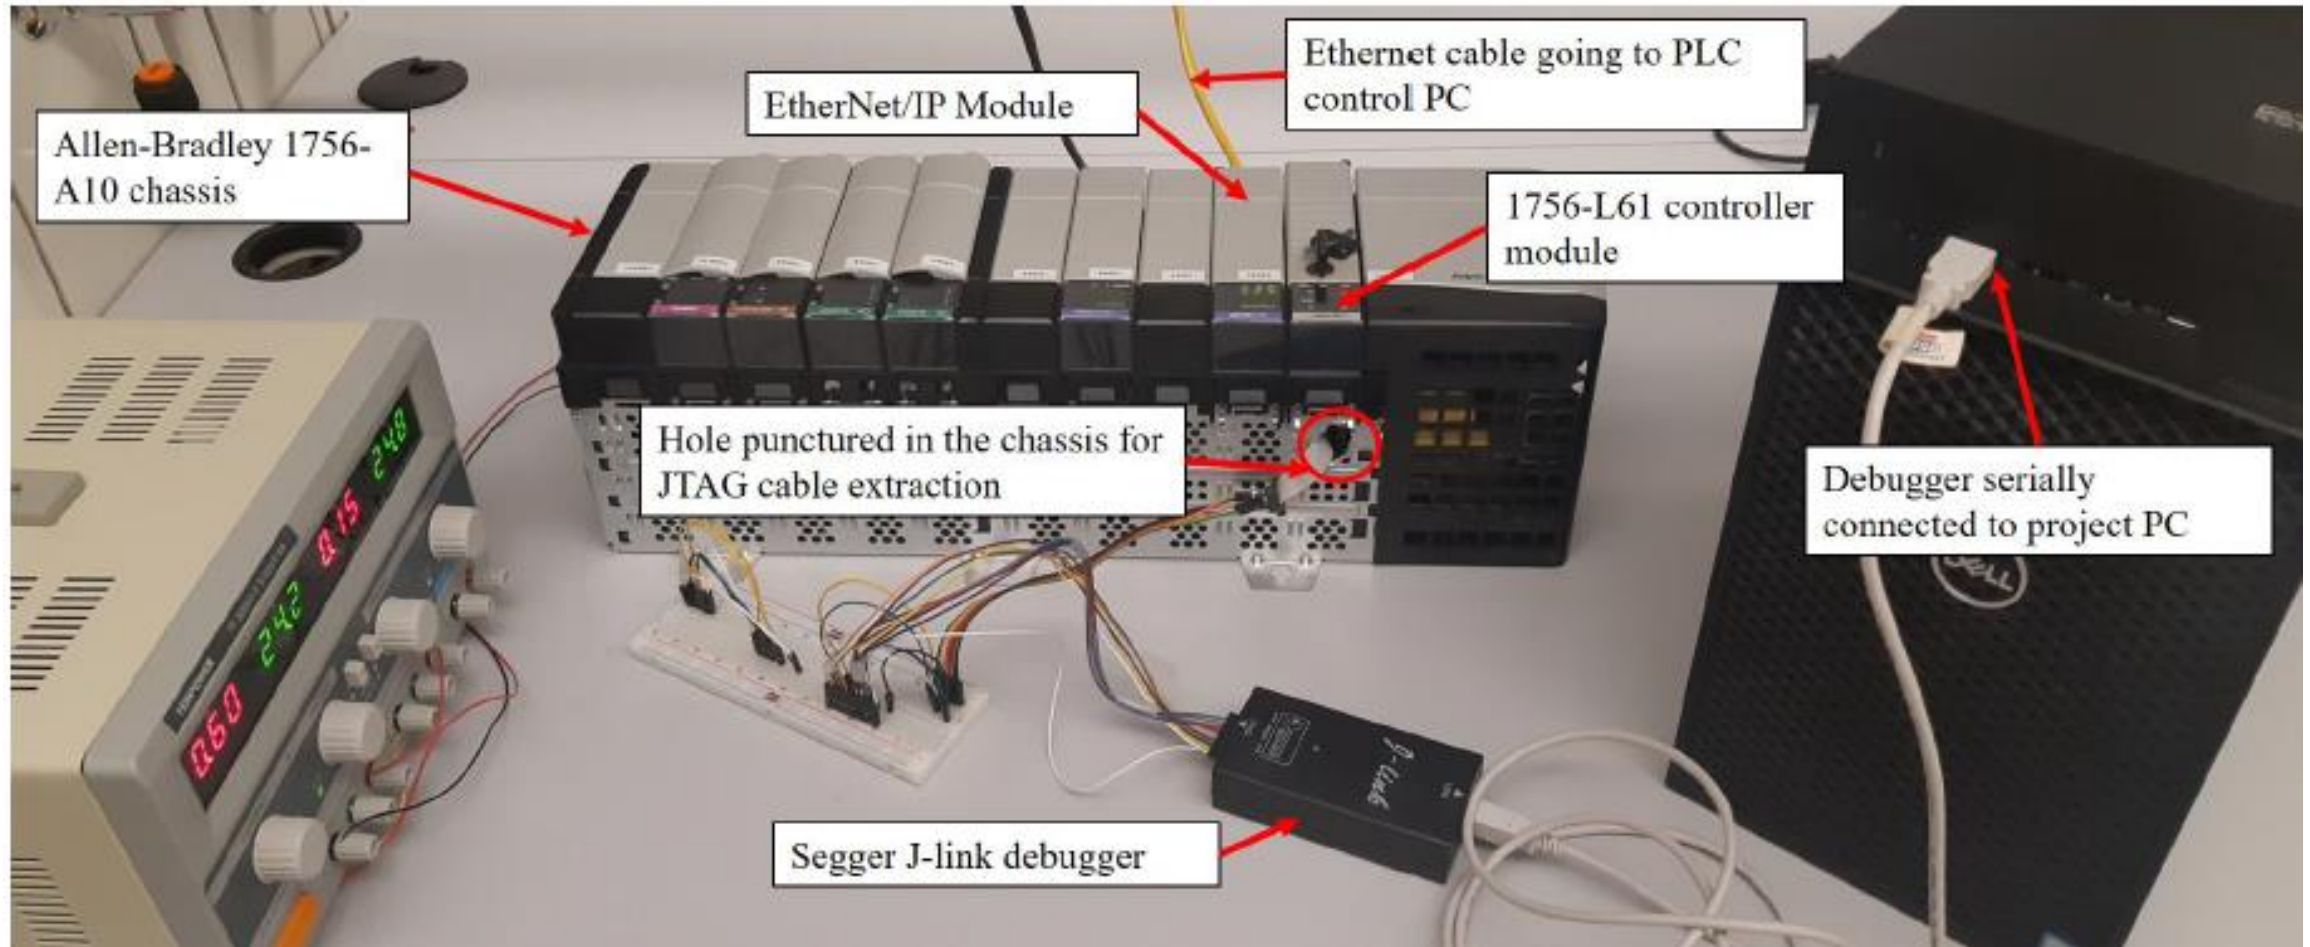 Ethernet cable going to PLC
control PC
EtherNet/IP Module
Allen-Bradley 1756-
A10 chassis
1756-L61 controller
module
Hole punctured in the chassis for
JTAG cable extraction
Debugger serially
connected to project PC
Segger J-link debugger
0.60
24.2
0.15
24.8
J-Link
DELL